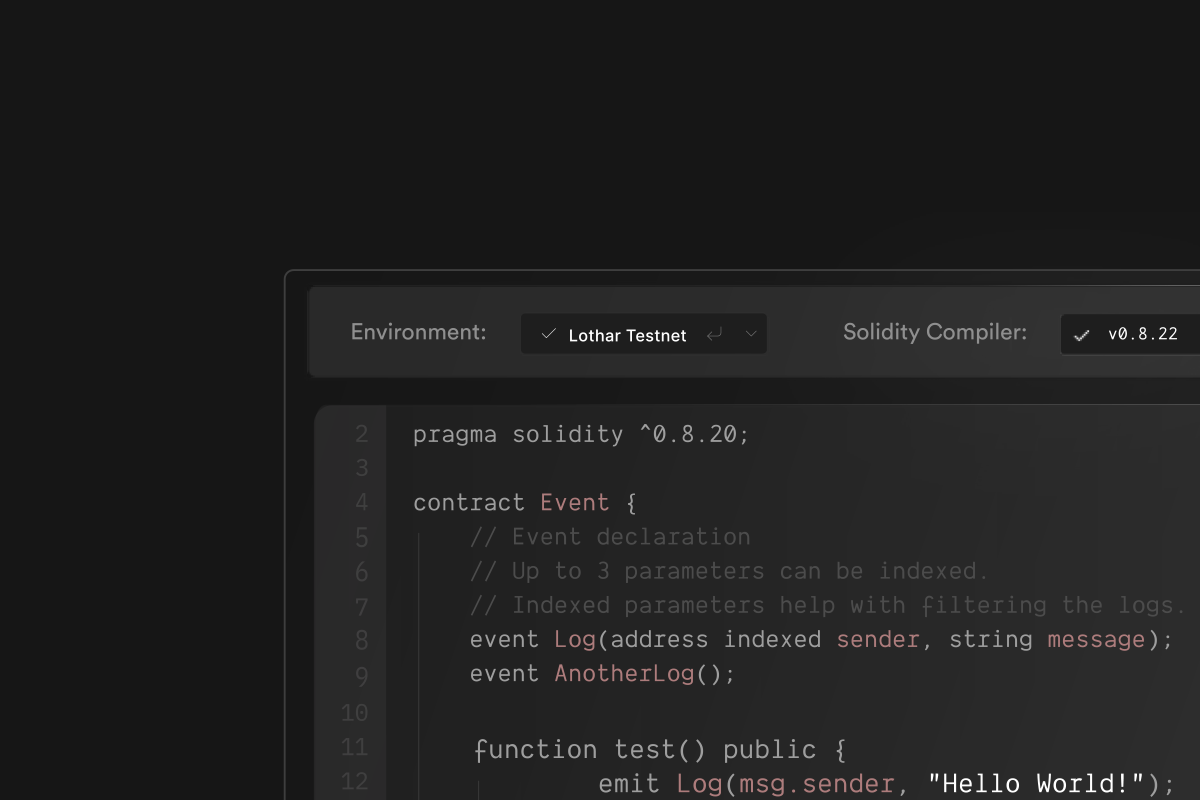 Environment: Lothar Testnet Solidity Compiler: v0.8.22
2 pragma solidity ^0.8.20;
3
4 contract Event {
5 // Event declaration
6 // Up to 3 parameters can be indexed.
7 // Indexed parameters help with filtering the logs.
8 event Log(address indexed sender, string message);
9 event AnotherLog();
10
11 function test() public {
12 emit Log(msg.sender, "Hello World!");